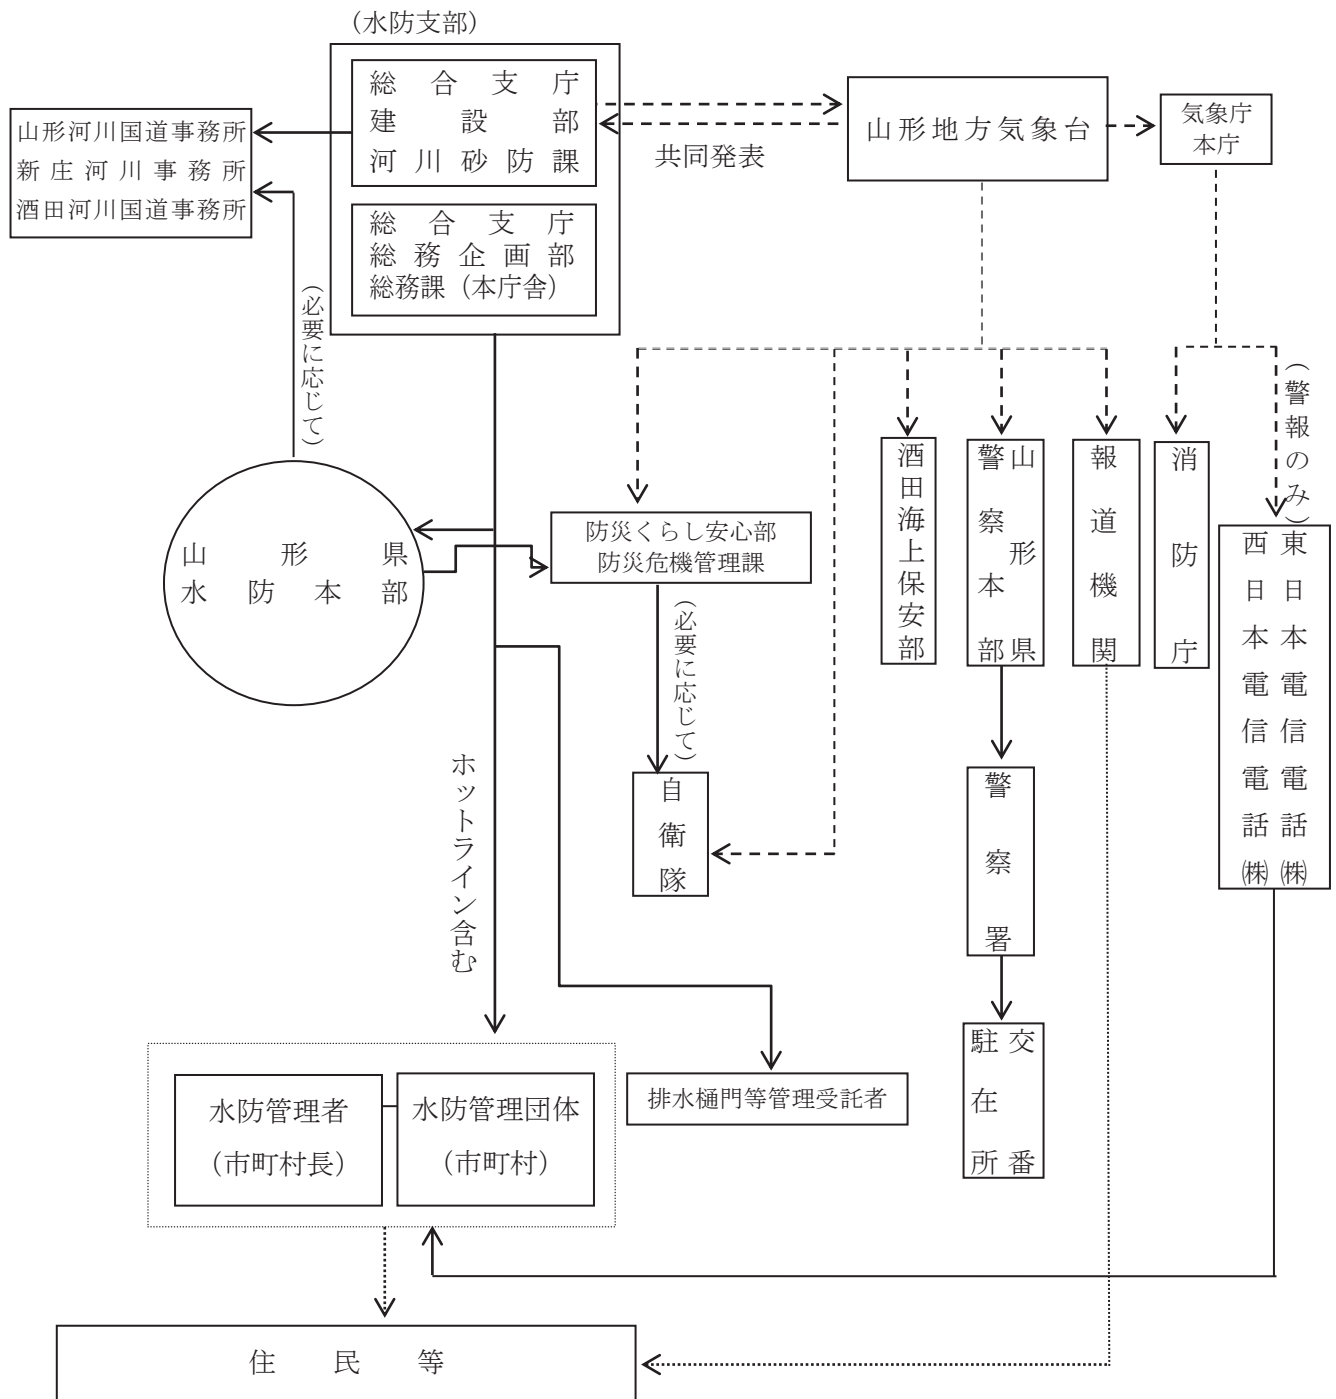 （水防支部）
総合支庁
建設部
河川砂防課
総合支庁
総務企画部
総務課（本庁舎）
山形河川国道事務所
新庄河川事務所
酒田河川国道事務所
共同発表
山形地方気象台
気象庁
本庁
（必要に応じて）
（警報のみ）
山形県
水防本部
防災くらし安心部
防災危機管理課
（必要に応じて）
自衛隊
酒田海上保安部
山形県
警察本部
報道機関
消防庁
東日本電信電話㈱
西日本電信電話㈱
警察署
交番
駐在所
ホットライン含む
水防管理者
（市町村長）
水防管理団体
（市町村）
排水樋門等管理受託者
住民等